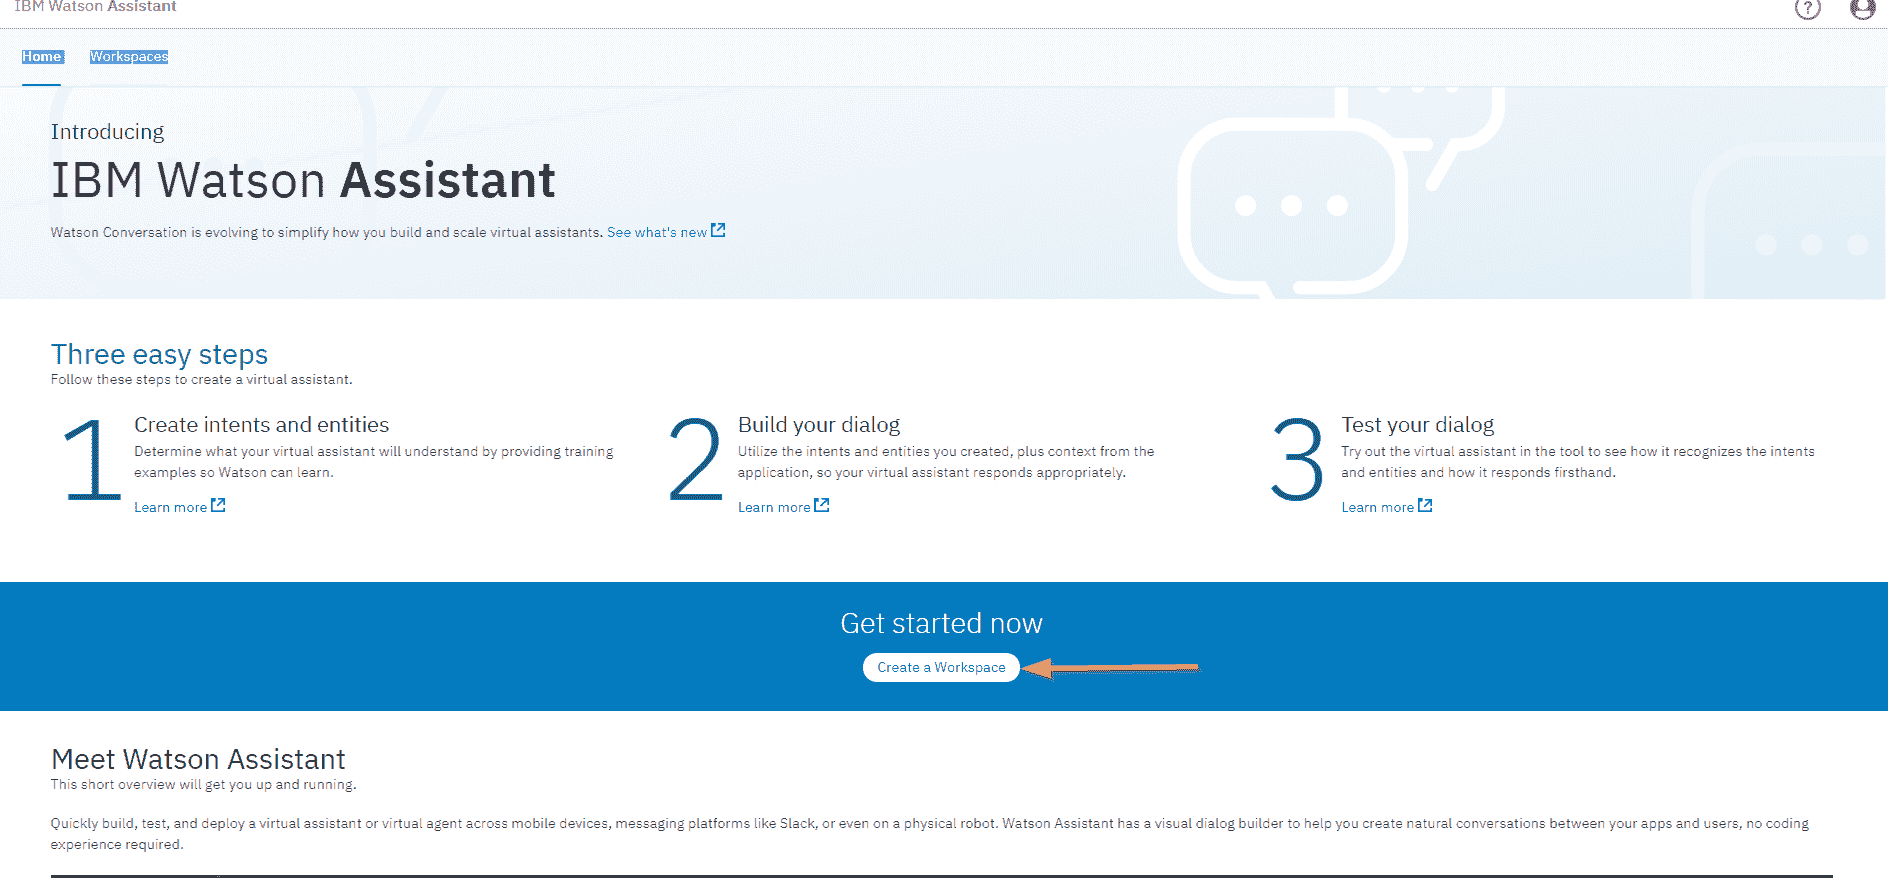 IBM Watson Assistant
?
Home Workspaces
Introducing
IBM Watson Assistant
Watson Conversation is evolving to simplify how you build and scale virtual assistants. See what's new
Three easy steps
Follow these steps to create a virtual assistant.
1
Create intents and entities
Determine what your virtual assistant will understand by providing training
examples so Watson can learn.
Learn more
2
Build your dialog
Utilize the intents and entities you created, plus context from the
application, so your virtual assistant responds appropriately.
Learn more
3
Test your dialog
Try out the virtual assistant in the tool to see how it recognizes the intents
and entities and how it responds firsthand.
Learn more
Get started now
Create a Workspace
Meet Watson Assistant
This short overview will get you up and running.
Quickly build, test, and deploy a virtual assistant or virtual agent across mobile devices, messaging platforms like Slack, or even on a physical robot. Watson Assistant has a visual dialog builder to help you create natural conversations between your apps and users, no coding
experience required.